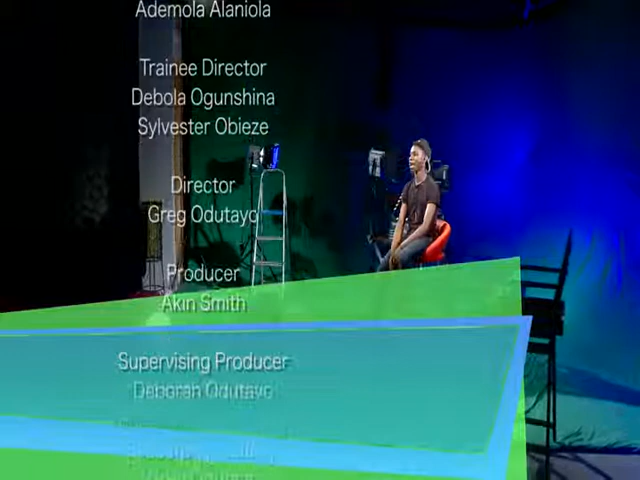 Ademola Alaniola
Trainee Director
Debola Ogunshina
Sylvester Obieze
Director
Greg Odutayo
Producer
Akin Smith
Supervising Producer
Deborah Odutayo